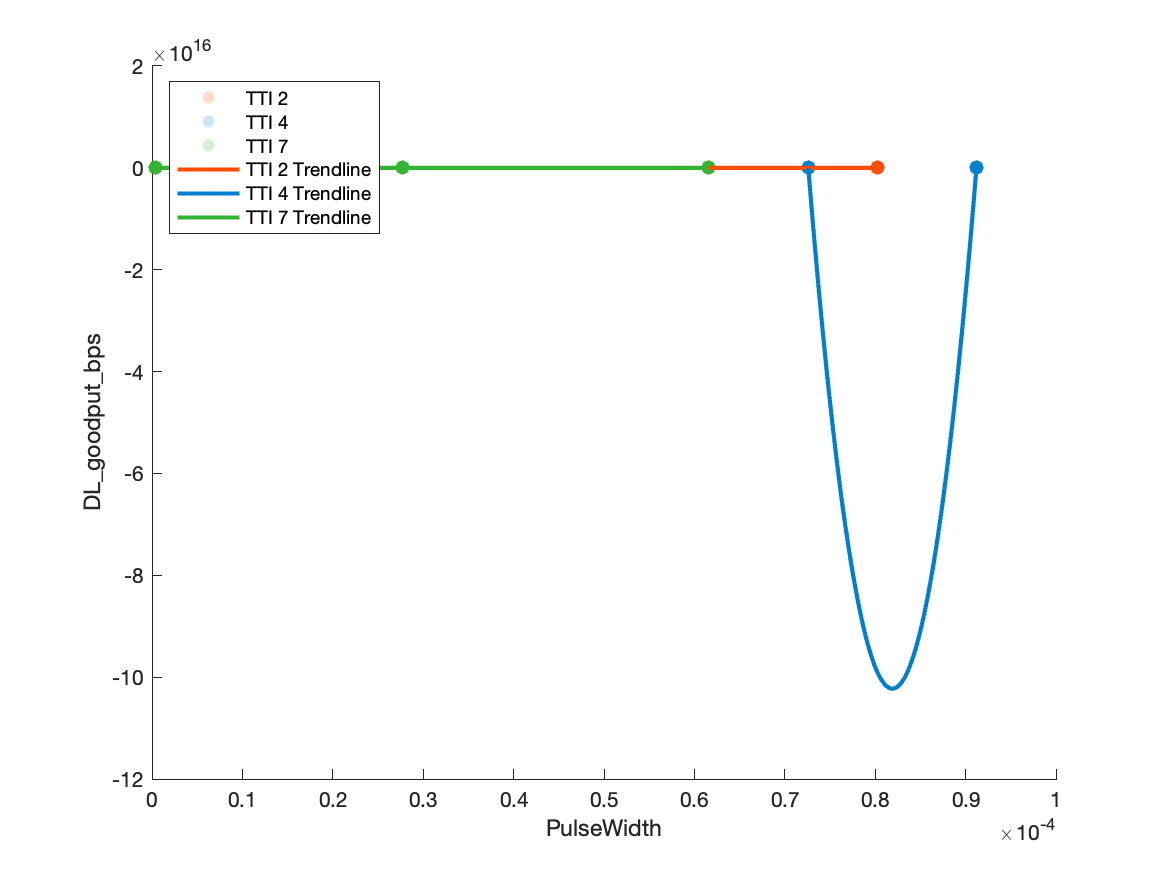 × 10^16
2
0
-2
-4
-6
-8
-10
-12
DL_goodput_bps
TTI 2
TTI 4
TTI 7
TTI 2 Trendline
TTI 4 Trendline
TTI 7 Trendline
0 0.1 0.2 0.3 0.4 0.5 0.6 0.7 0.8 0.9 1
PulseWidth
× 10^-4